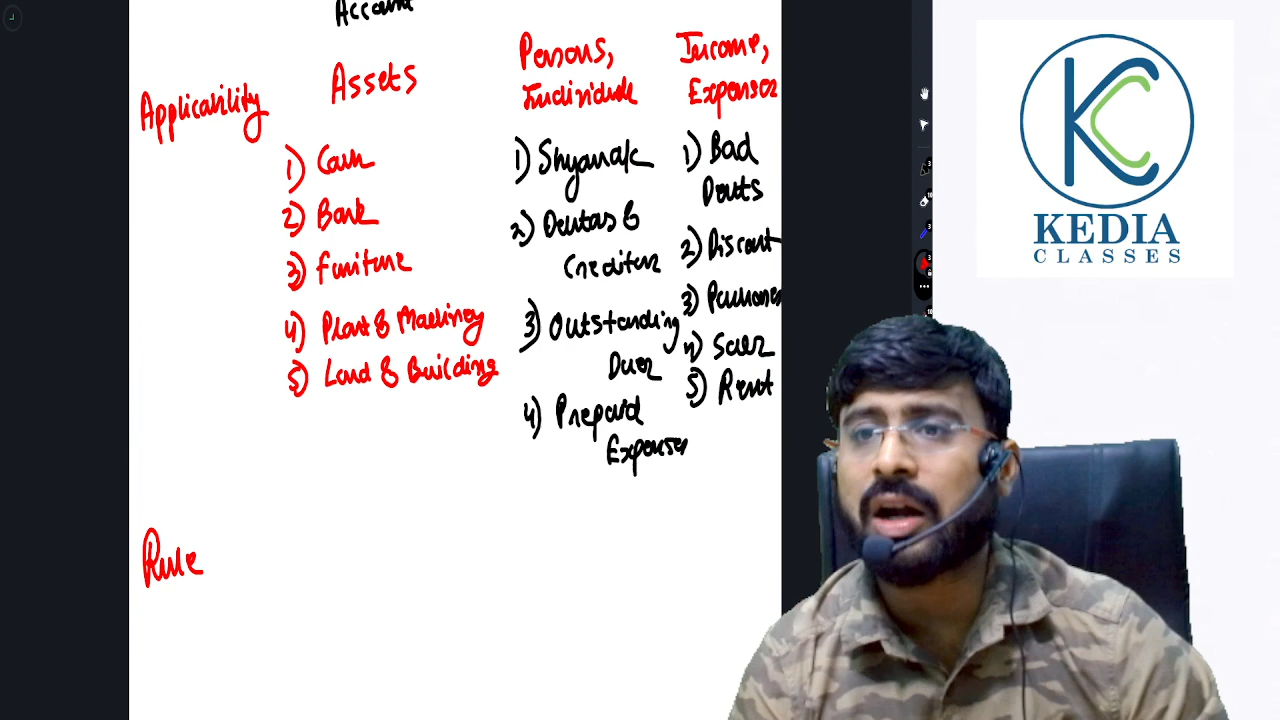 Account
Applicability
Assets
1) Cash
2) Bank
3) Furniture
4) Plant & Machinery
5) Land & Building
Persons,
Individuals
1) Shyamak
2) Debtors &
Creditors
3) Outstanding
Dues
4) Prepaid
Expenses
Income,
Expenses
1) Bad
Debts
2) Discount
3) Purchases
4) Sales
5) Rent
Rule
KEDIA
CLASSES